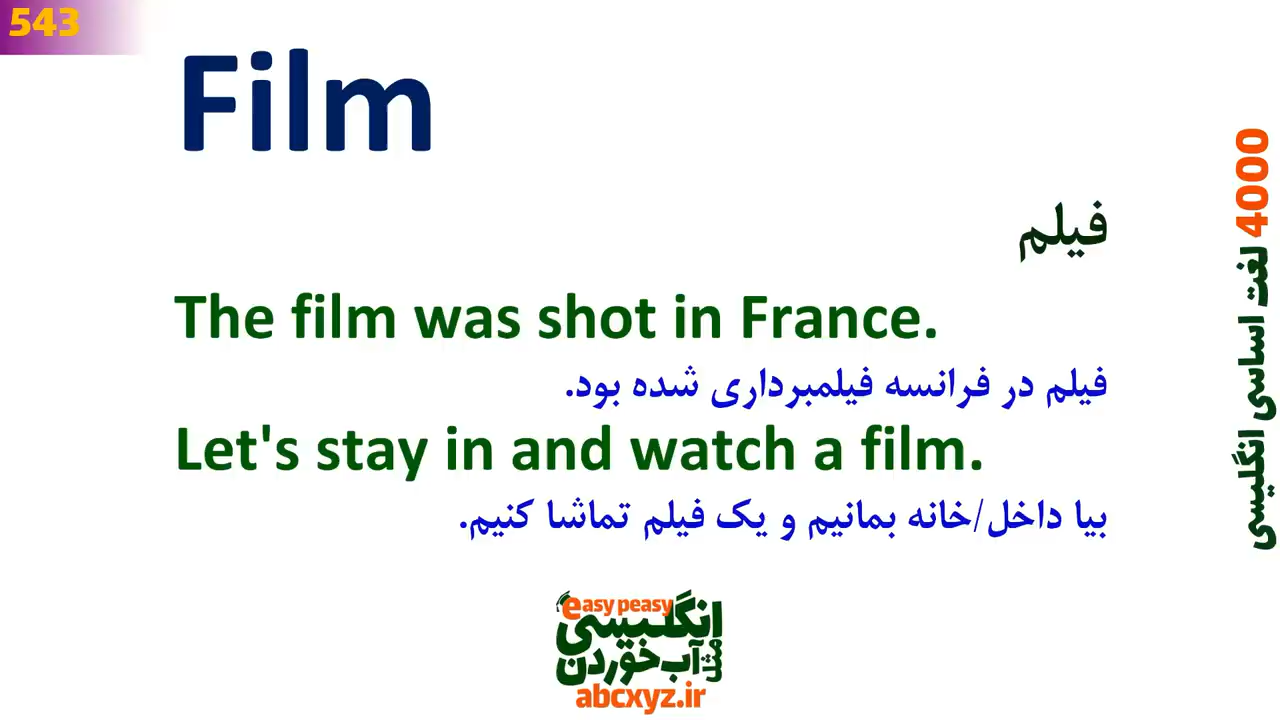 543
Film
فیلم
The film was shot in France.
فیلم در فرانسه فیلمبرداری شده بود.
Let's stay in and watch a film.
بیا داخل/خانه بمانیم و یک فیلم تماشا کنیم.
4000 لغت اساسی انگلیسی
easy peasy
انگلیسی
مثل آب خوردن
abcxyz.ir